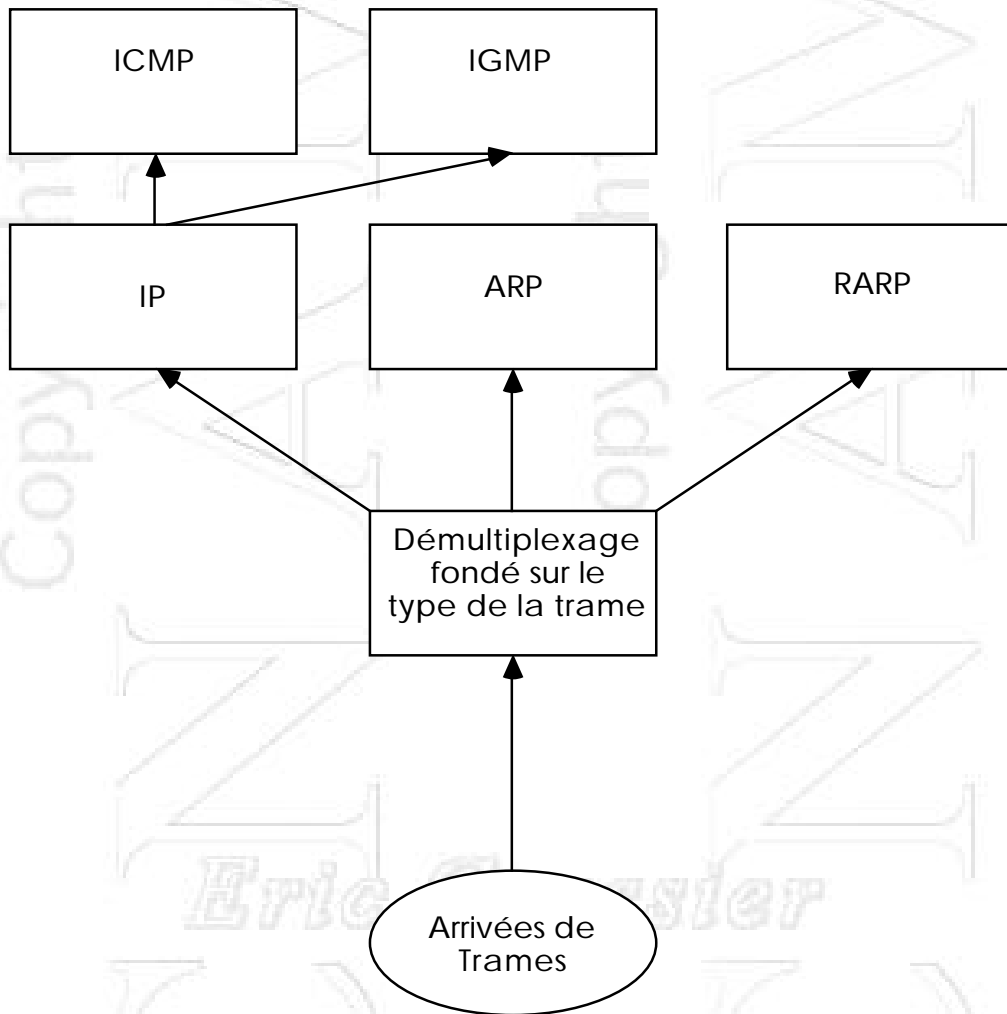 ICMP
IGMP
IP
ARP
RARP
Démultiplexage
fondé sur le
type de la trame
Arrivées de
Trames